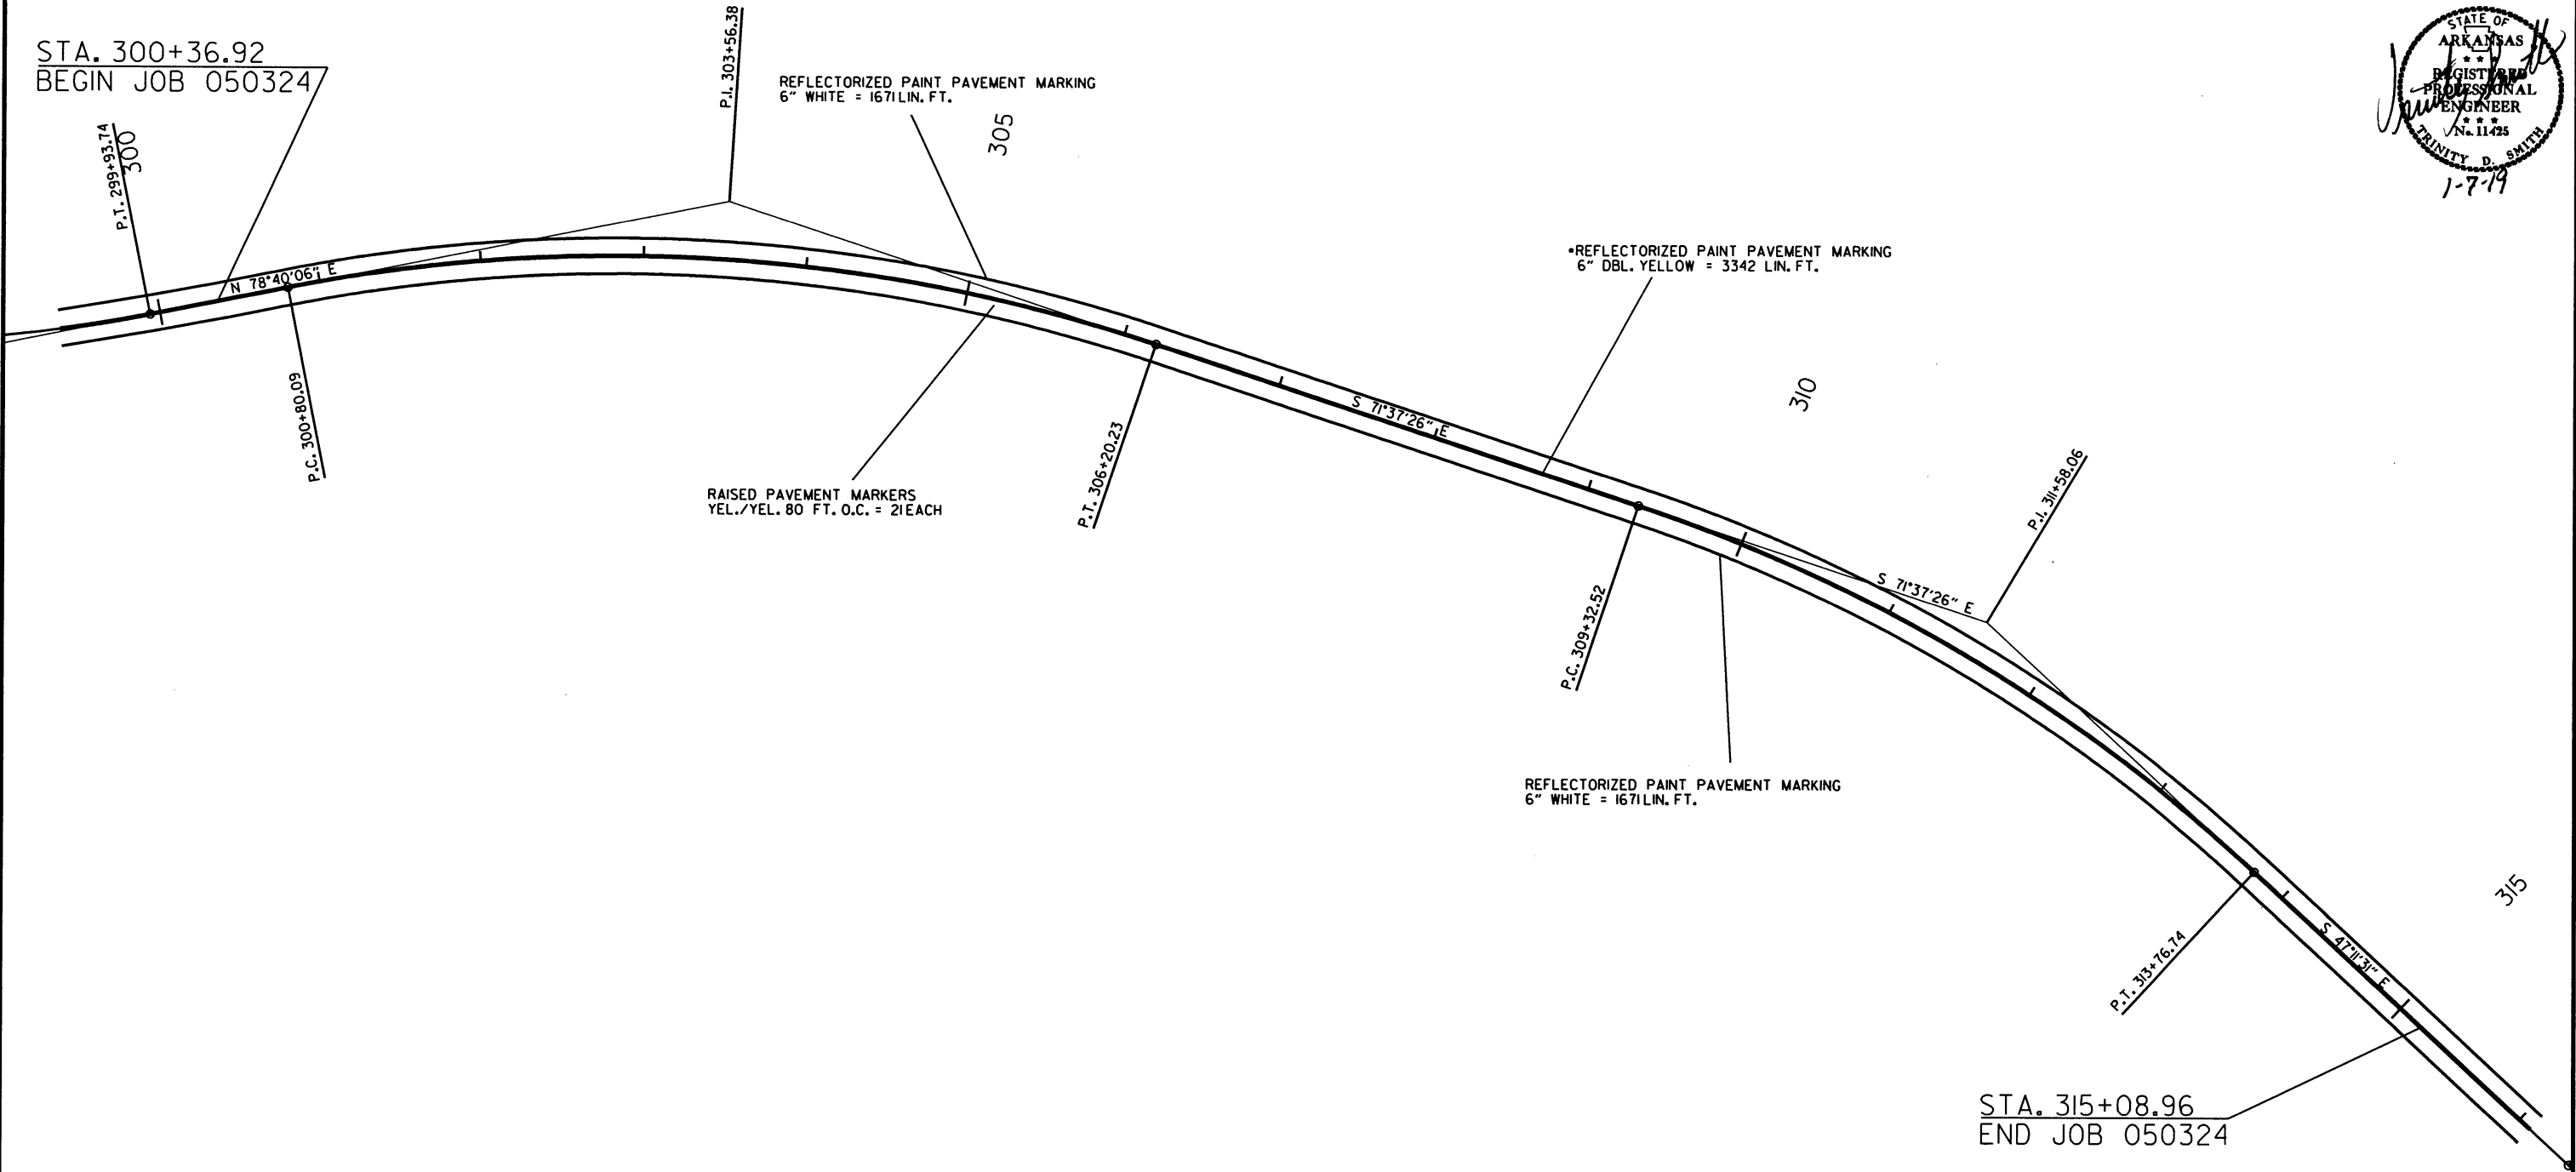 STA. 300+36.92
BEGIN JOB 050324
P.T. 299+93.74
300
N 78°40'06" E
P.C. 300+80.09
P.I. 303+56.38
REFLECTORIZED PAINT PAVEMENT MARKING
6" WHITE = 1671 LIN. FT.
305
RAISED PAVEMENT MARKERS
YEL./YEL. 80 FT. O.C. = 21 EACH
P.T. 306+20.23
S 71°37'26" E
•REFLECTORIZED PAINT PAVEMENT MARKING
6" DBL. YELLOW = 3342 LIN. FT.
310
P.C. 309+32.52
S 71°37'26" E
P.I. 311+58.06
REFLECTORIZED PAINT PAVEMENT MARKING
6" WHITE = 1671 LIN. FT.
P.T. 313+76.74
S 47°11'31" E
315
STA. 315+08.96
END JOB 050324
STATE OF
ARKANSAS
* * *
REGISTERED
PROFESSIONAL
ENGINEER
* * *
No. 11425
TRINITY D. SMITH
1-7-19